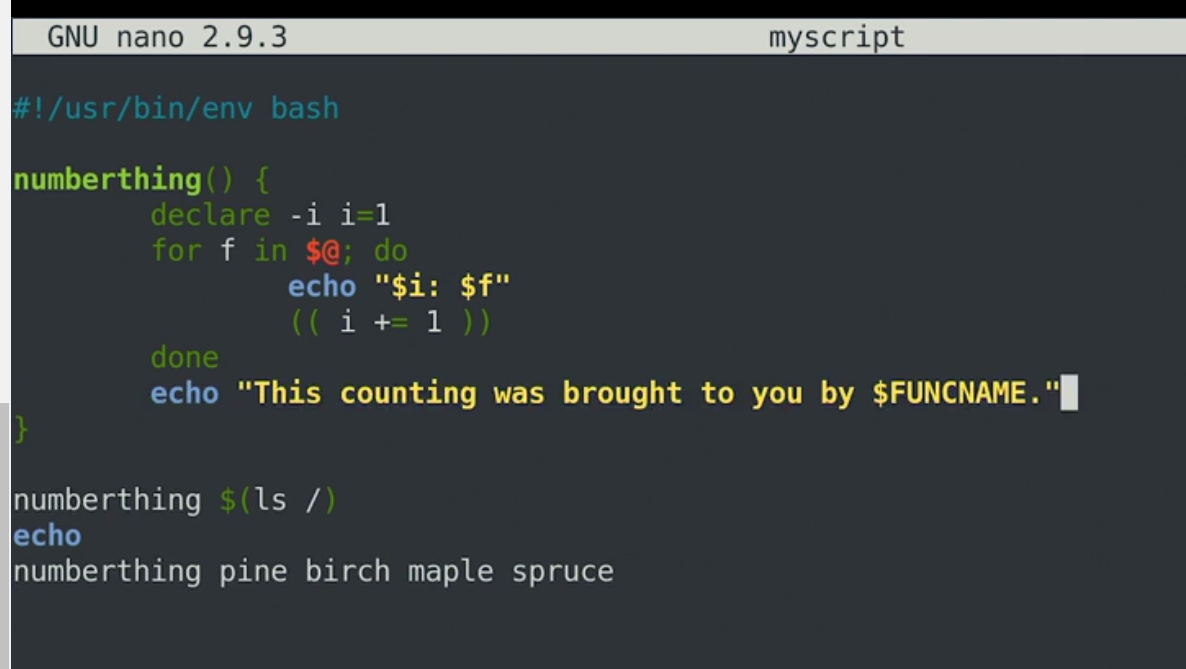 GNU nano 2.9.3 myscript
#!/usr/bin/env bash
numberthing() {
declare -i i=1
for f in $@; do
echo "$i: $f"
(( i += 1 ))
done
echo "This counting was brought to you by $FUNCNAME."
}
numberthing $(ls /)
echo
numberthing pine birch maple spruce